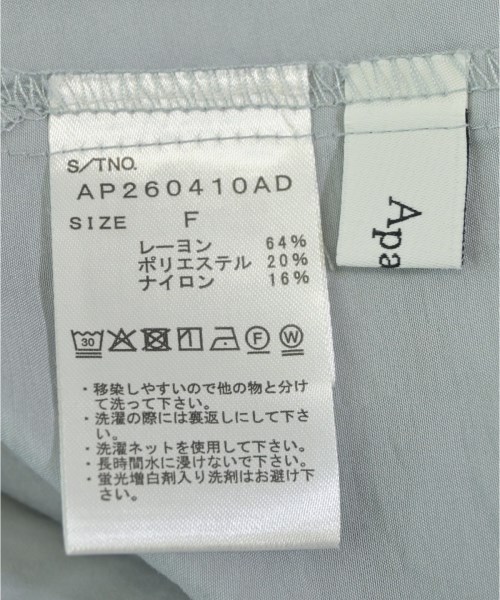 S/TNO.
AP260410AD
SIZE F
レーヨン 64%
ポリエステル 20%
ナイロン 16%
30 F W
・移染しやすいので他の物と分け
て洗って下さい。
・洗濯の際には裏返しにして下さ
い。
・洗濯ネットを使用して下さい。
・長時間水に浸けないで下さい。
・蛍光増白剤入り洗剤はお避け下
さい。
Apa